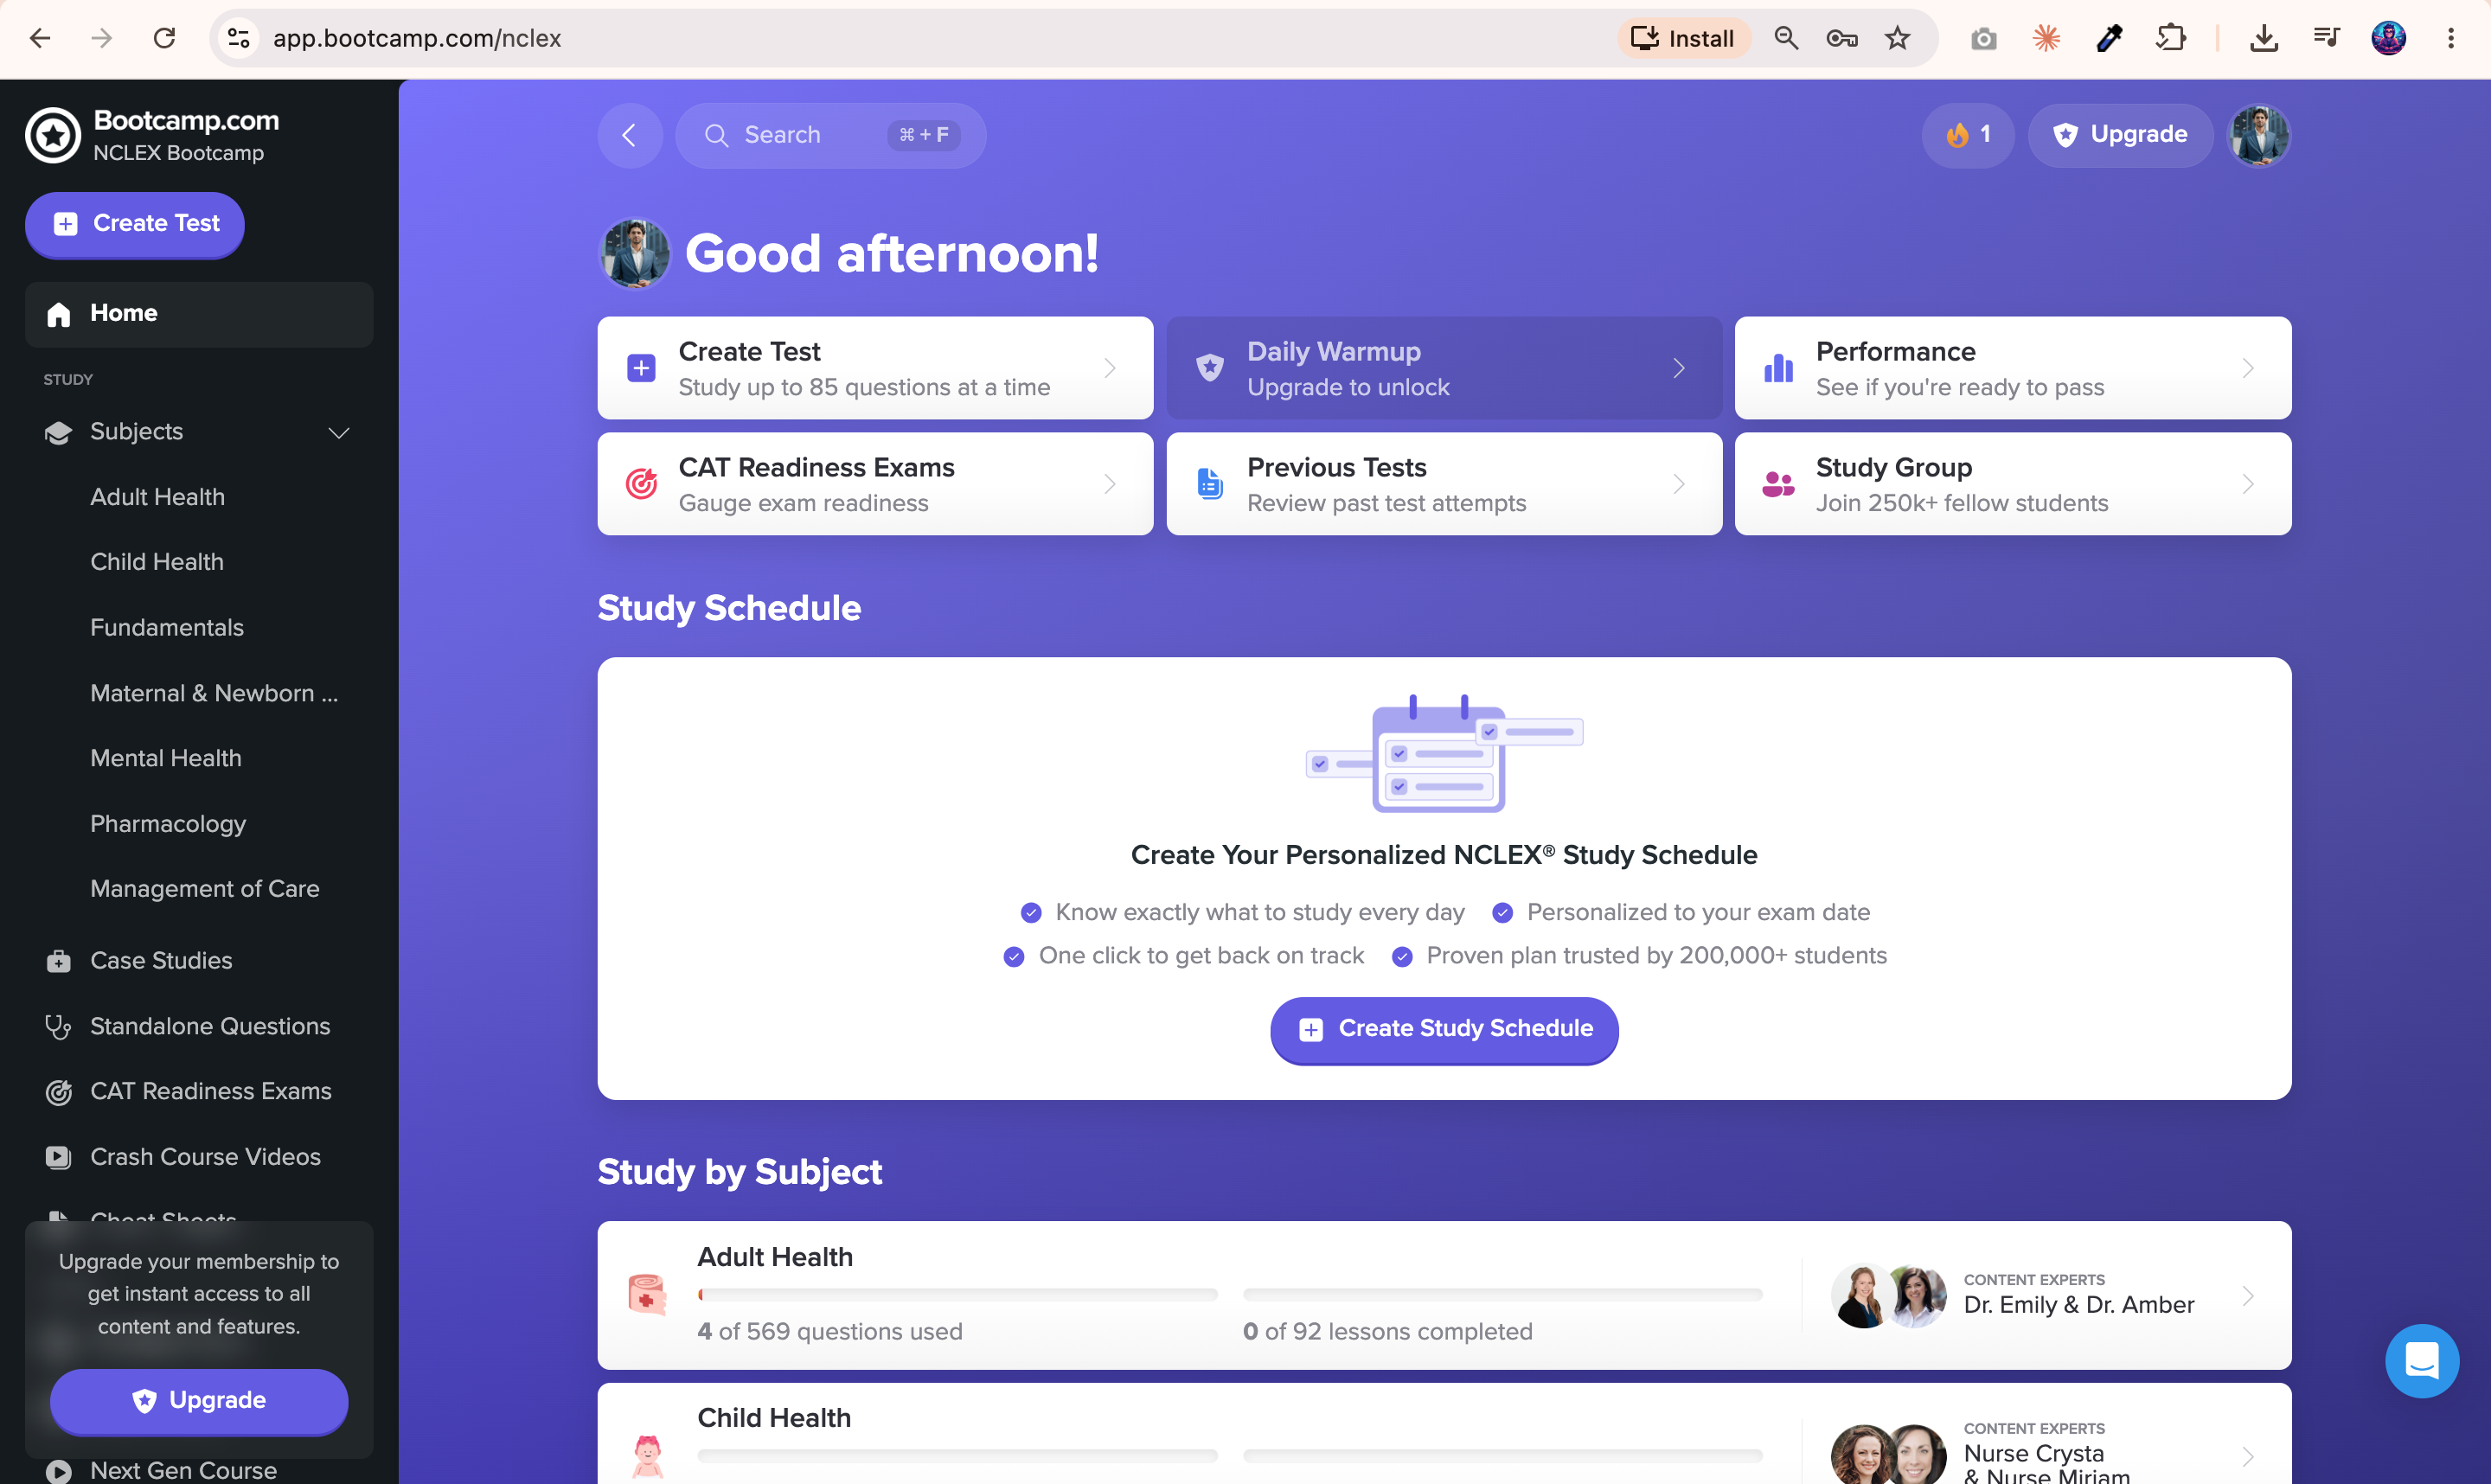 app.bootcamp.com/nclex
Install
Bootcamp.com
NCLEX Bootcamp
Create Test
Home
STUDY
Subjects
Adult Health
Child Health
Fundamentals
Maternal & Newborn ...
Mental Health
Pharmacology
Management of Care
Case Studies
Standalone Questions
CAT Readiness Exams
Crash Course Videos
Cheat Sheets
Upgrade your membership to
get instant access to all
content and features.
Upgrade
Next Gen Course
Search
⌘ + F
1
Upgrade
Good afternoon!
Create Test
Study up to 85 questions at a time
Daily Warmup
Upgrade to unlock
Performance
See if you're ready to pass
CAT Readiness Exams
Gauge exam readiness
Previous Tests
Review past test attempts
Study Group
Join 250k+ fellow students
Study Schedule
Create Your Personalized NCLEX® Study Schedule
Know exactly what to study every day
Personalized to your exam date
One click to get back on track
Proven plan trusted by 200,000+ students
Create Study Schedule
Study by Subject
Adult Health
4 of 569 questions used
0 of 92 lessons completed
CONTENT EXPERTS
Dr. Emily & Dr. Amber
Child Health
CONTENT EXPERTS
Nurse Crysta
& Nurse Miriam